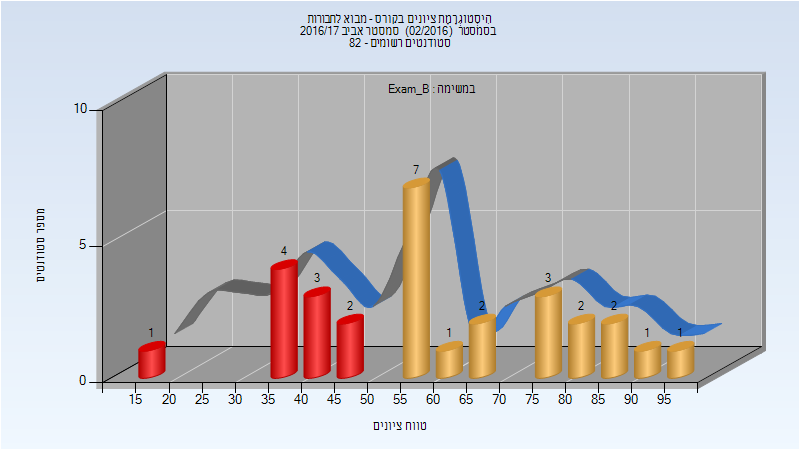 היסטוגרמת ציונים בקורס - מבוא לחבורות
בסמסטר (02/2016) סמסטר אביב 2016/17
סטודנטים רשומים - 82
במשימה : Exam_B
מספר סטודנטים
10
5
0
1
4
3
2
7
1
2
3
2
2
1
1
15 20 25 30 35 40 45 50 55 60 65 70 75 80 85 90 95
טווח ציונים